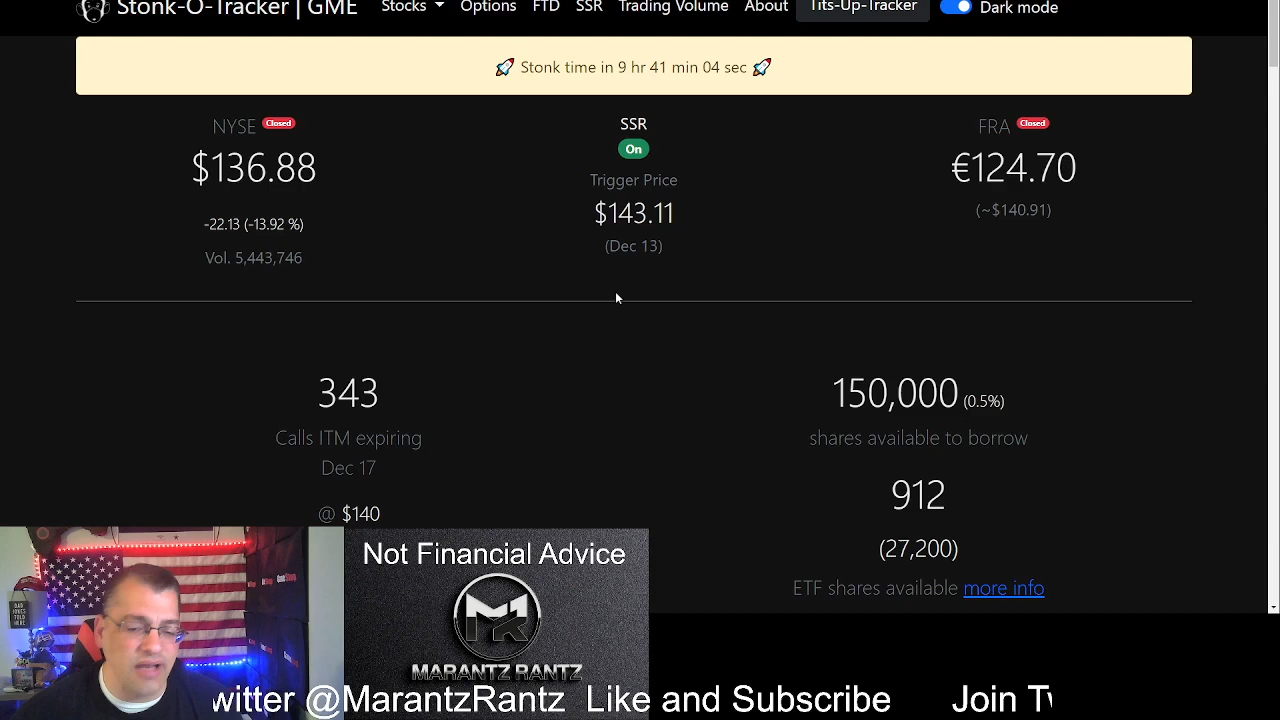 Stonk-O-Tracker | GME Stocks Options FTD SSR Trading Volume About Tits-Up-Tracker Dark mode
🚀 Stonk time in 9 hr 41 min 04 sec 🚀
NYSE Closed
$136.88
-22.13 (-13.92 %)
Vol. 5,443,746
SSR
On
Trigger Price
$143.11
(Dec 13)
FRA Closed
€124.70
(~$140.91)
343
Calls ITM expiring
Dec 17
@ $140
150,000 (0.5%)
shares available to borrow
912
(27,200)
ETF shares available more info
Not Financial Advice
MARANTZ RANTZ
witter @MarantzRantz Like and Subscribe Join Tw